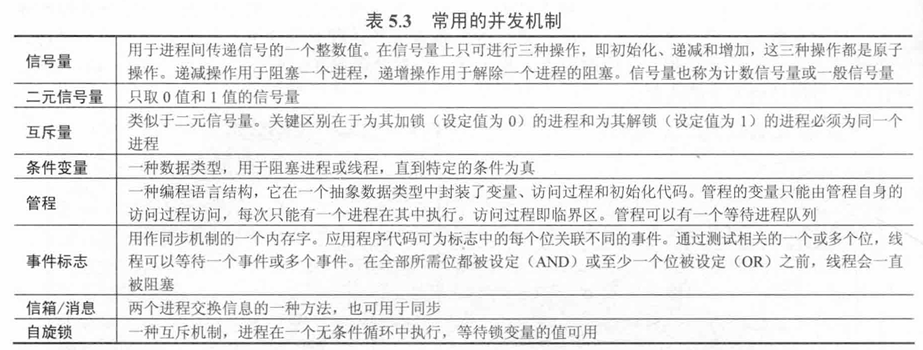 表 5.3 常用的并发机制
信号量
用于进程间传递信号的一个整数值。在信号量上只可进行三种操作，即初始化、递减和增加，这三种操作都是原子
操作。递减操作用于阻塞一个进程，递增操作用于解除一个进程的阻塞。信号量也称为计数信号量或一般信号量
二元信号量
只取 0 值和 1 值的信号量
互斥量
类似于二元信号量。关键区别在于为其加锁（设定值为 0）的进程和为其解锁（设定值为 1）的进程必须为同一个
进程
条件变量
一种数据类型，用于阻塞进程或线程，直到特定的条件为真
管程
一种编程语言结构，它在一个抽象数据类型中封装了变量、访问过程和初始化代码。管程的变量只能由管程自身的
访问过程访问，每次只能有一个进程在其中执行。访问过程即临界区。管程可以有一个等待进程队列
事件标志
用作同步机制的一个内存字。应用程序代码可为标志中的每个位关联不同的事件。通过测试相关的一个或多个位，线
程可以等待一个事件或多个事件。在全部所需位都被设定（AND）或至少一个位被设定（OR）之前，线程会一直
被阻塞
信箱/消息
两个进程交换信息的一种方法，也可用于同步
自旋锁
一种互斥机制，进程在一个无条件循环中执行，等待锁变量的值可用